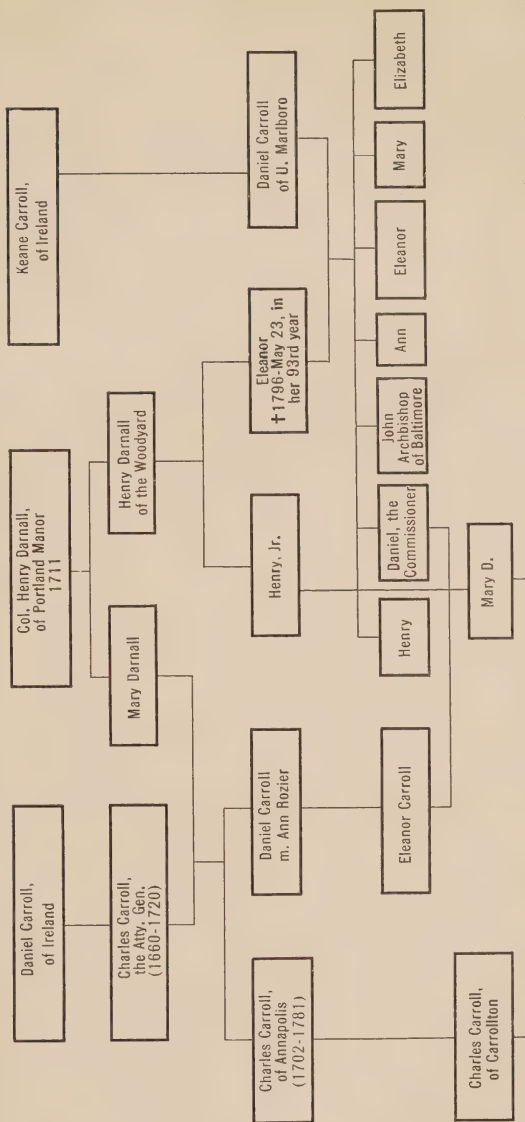 Daniel Carroll,
of Ireland
Col. Henry Darnall,
of Portland Manor
1711
Keane Carroll,
of Ireland
Charles Carroll,
the Atty. Gen.
(1660-1720)
Mary Darnall
Henry Darnall
of the Woodyard
Charles Carroll,
of Annapolis
(1702-1781)
Daniel Carroll
m. Ann Rozier
Henry, Jr.
Eleanor
†1796-May 23, in
her 93rd year
Daniel Carroll
of U. Marlboro
Eleanor Carroll
Henry
Daniel, the
Commissioner
John
Archbishop
of Baltimore
Ann
Eleanor
Mary
Elizabeth
Charles Carroll,
of Carrollton
Mary D.